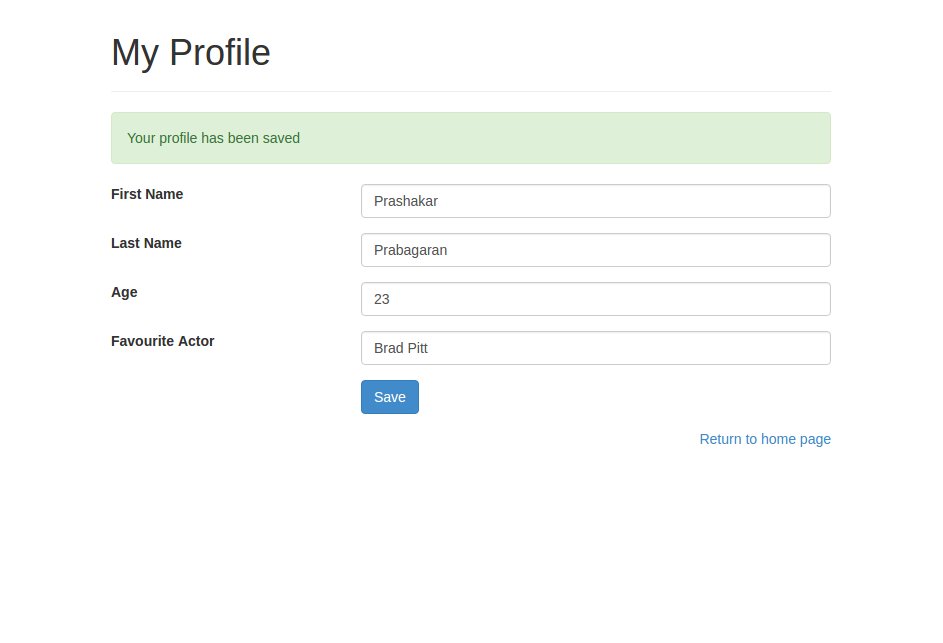 My Profile
Your profile has been saved
First Name Prashakar
Last Name Prabagaran
Age 23
Favourite Actor Brad Pitt
Save
Return to home page